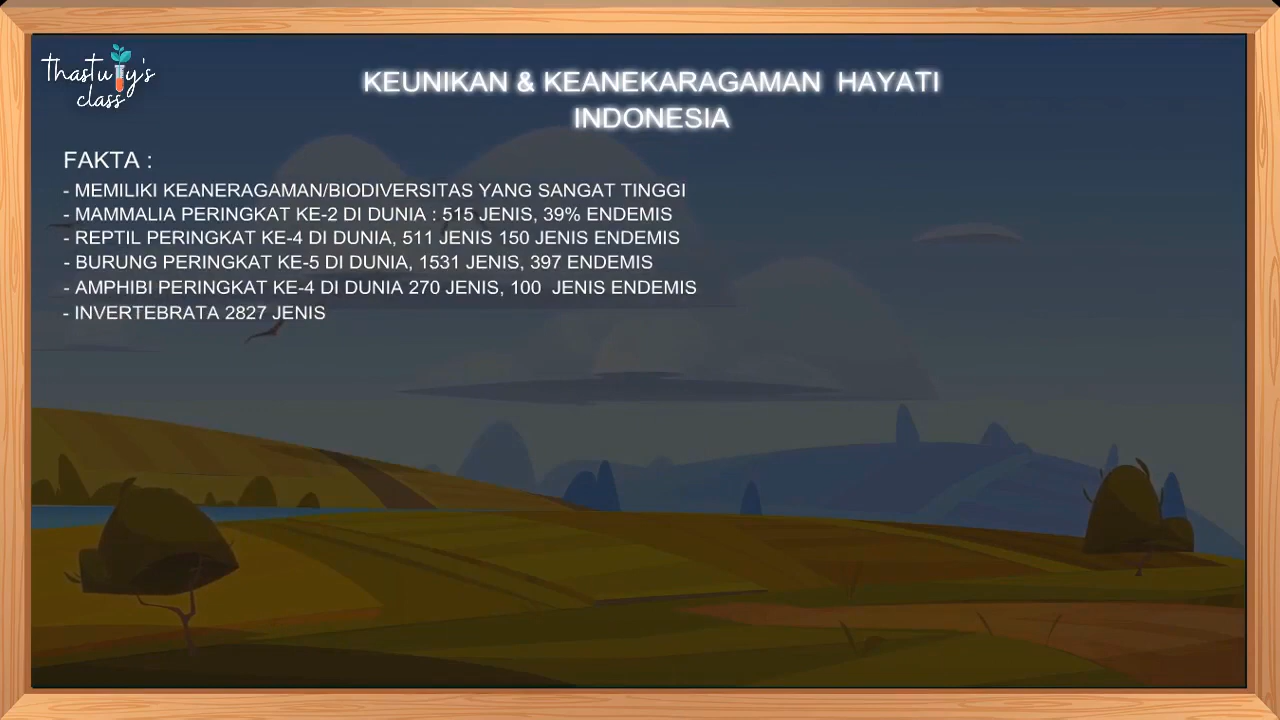 Thastuty's
class
KEUNIKAN & KEANEKARAGAMAN HAYATI
INDONESIA
FAKTA :
- MEMILIKI KEANERAGAMAN/BIODIVERSITAS YANG SANGAT TINGGI
- MAMMALIA PERINGKAT KE-2 DI DUNIA : 515 JENIS, 39% ENDEMIS
- REPTIL PERINGKAT KE-4 DI DUNIA, 511 JENIS 150 JENIS ENDEMIS
- BURUNG PERINGKAT KE-5 DI DUNIA, 1531 JENIS, 397 ENDEMIS
- AMPHIBI PERINGKAT KE-4 DI DUNIA 270 JENIS, 100 JENIS ENDEMIS
- INVERTEBRATA 2827 JENIS